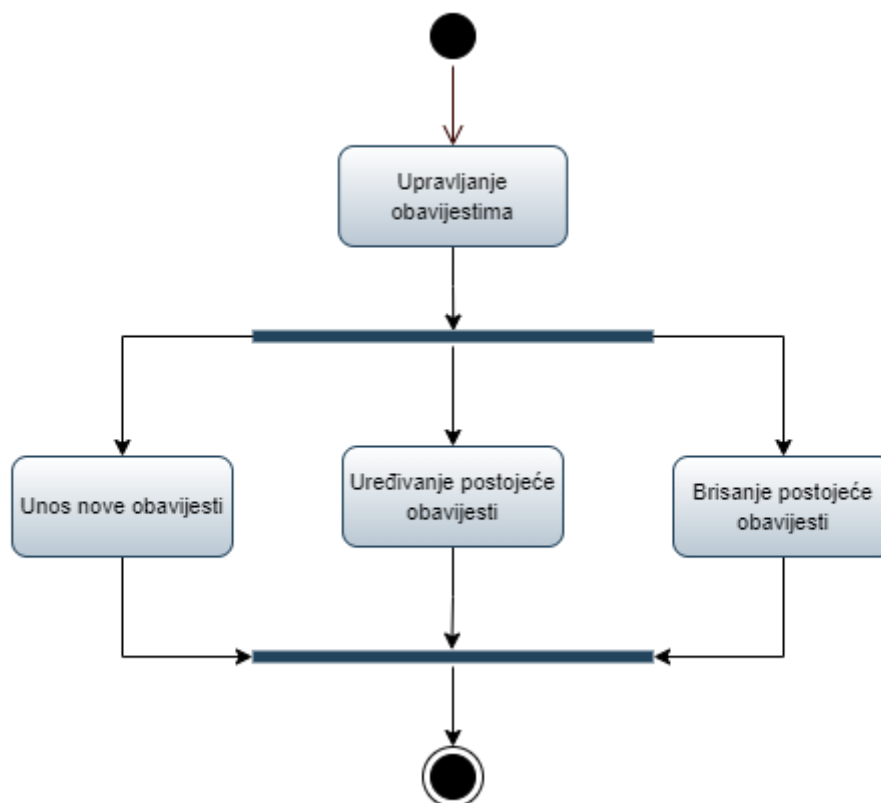 Upravljanje
obavijestima
Unos nove obavijesti
Uređivanje postojeće
obavijesti
Brisanje postojeće
obavijesti